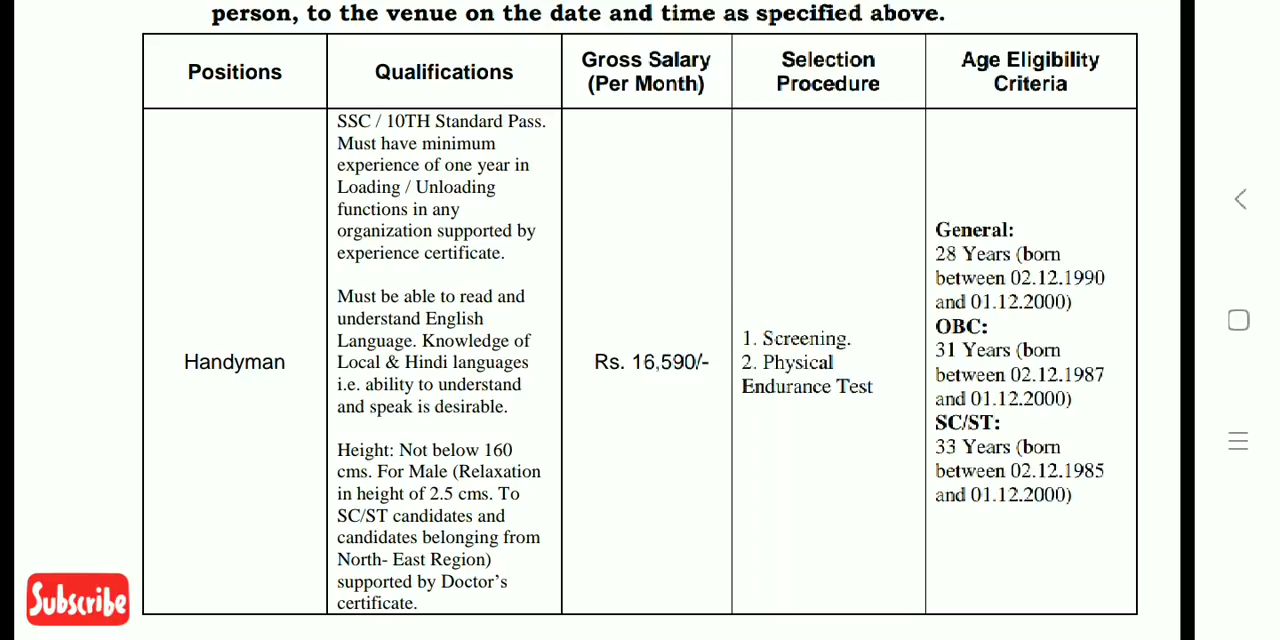 person, to the venue on the date and time as specified above.
Positions
Qualifications
Gross Salary
(Per Month)
Selection
Procedure
Age Eligibility
Criteria
Handyman
SSC / 10TH Standard Pass.
Must have minimum
experience of one year in
Loading / Unloading
functions in any
organization supported by
experience certificate.
Must be able to read and
understand English
Language. Knowledge of
Local & Hindi languages
i.e. ability to understand
and speak is desirable.
Height: Not below 160
cms. For Male (Relaxation
in height of 2.5 cms. To
SC/ST candidates and
candidates belonging from
North- East Region)
supported by Doctor’s
certificate.
Rs. 16,590/-
1. Screening.
2. Physical
Endurance Test
General:
28 Years (born
between 02.12.1990
and 01.12.2000)
OBC:
31 Years (born
between 02.12.1987
and 01.12.2000)
SC/ST:
33 Years (born
between 02.12.1985
and 01.12.2000)
Subscribe